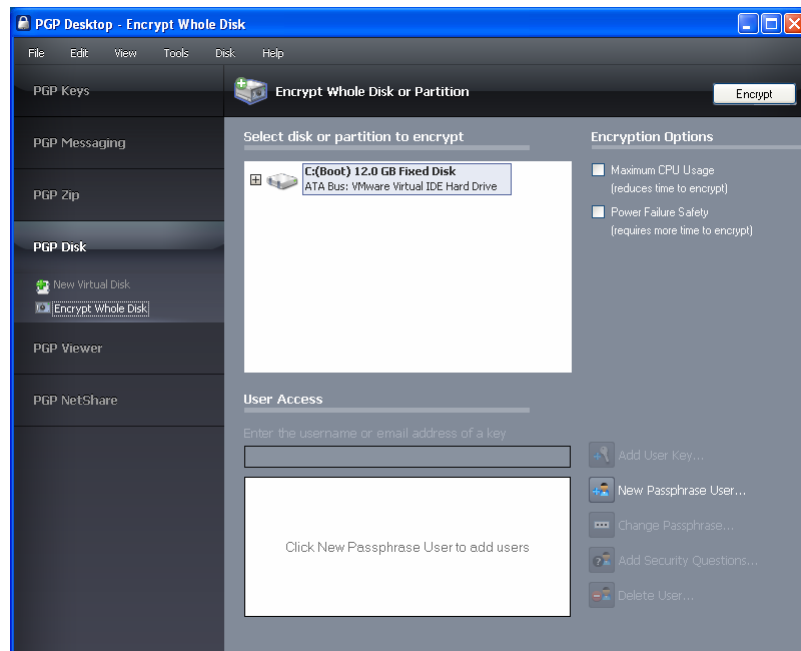 PGP Desktop - Encrypt Whole Disk
File Edit View Tools Disk Help
PGP Keys
Encrypt Whole Disk or Partition
Encrypt
PGP Messaging
Select disk or partition to encrypt
Encryption Options
C:(Boot) 12.0 GB Fixed Disk
ATA Bus: VMware Virtual IDE Hard Drive
Maximum CPU Usage
(reduces time to encrypt)
PGP Zip
Power Failure Safety
(requires more time to encrypt)
PGP Disk
New Virtual Disk
Encrypt Whole Disk
PGP Viewer
PGP NetShare
User Access
Enter the username or email address of a key
Add User Key...
New Passphrase User...
Change Passphrase...
Click New Passphrase User to add users
Add Security Questions...
Delete User...